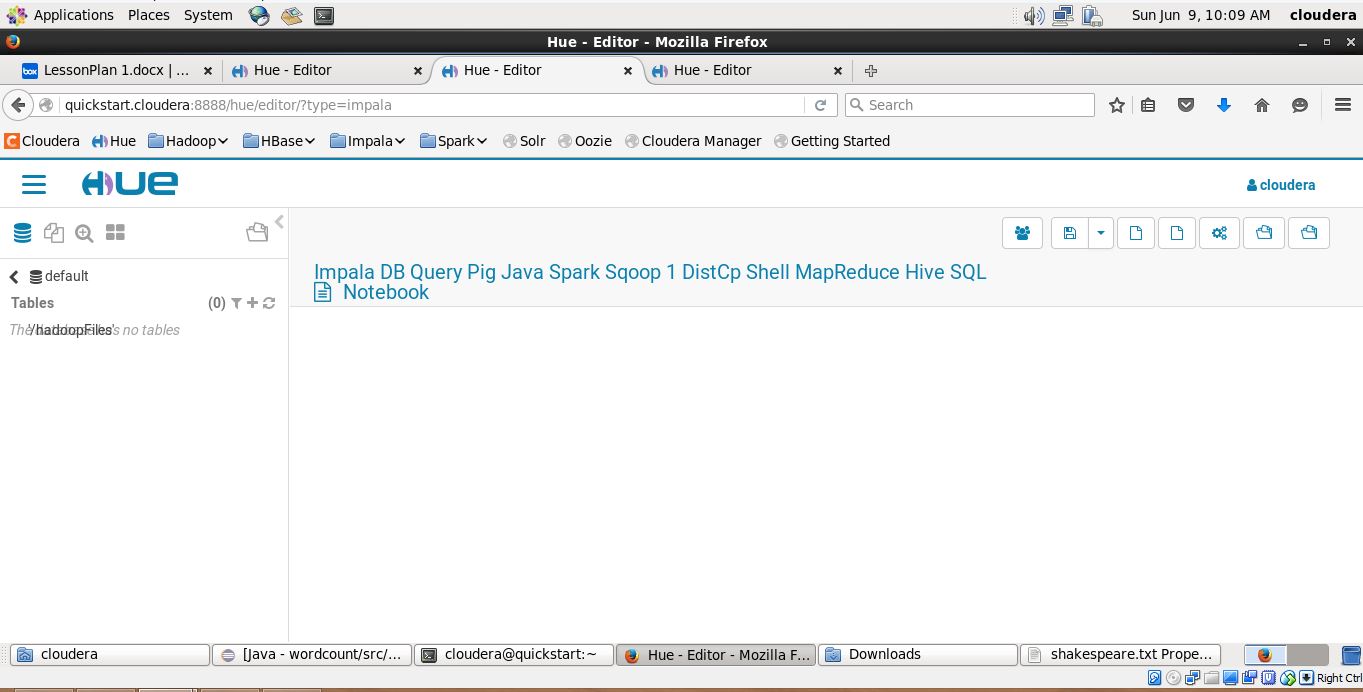 Applications Places System Sun Jun 9, 10:09 AM cloudera
Hue - Editor - Mozilla Firefox
box LessonPlan 1.docx | ... Hue - Editor Hue - Editor Hue - Editor
quickstart.cloudera:8888/hue/editor/?type=impala Search
C Cloudera Hue Hadoop HBase Impala Spark Solr Oozie Cloudera Manager Getting Started
HUE cloudera
default
Impala DB Query Pig Java Spark Sqoop 1 DistCp Shell MapReduce Hive SQL
Notebook
Tables (0)
The database has no tables
'/hadoopFiles'
cloudera [Java - wordcount/src/... cloudera@quickstart:~ Hue - Editor - Mozilla F... Downloads shakespeare.txt Prope...
Right Ctrl